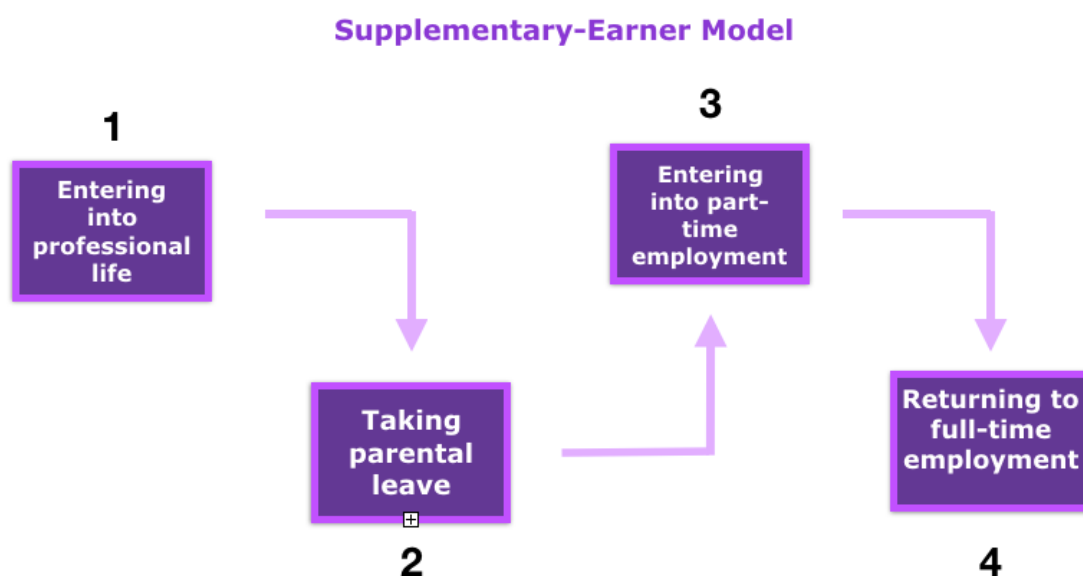 Supplementary-Earner Model
1
Entering
into
professional
life
2
Taking
parental
leave
3
Entering
into part-
time
employment
4
Returning to
full-time
employment